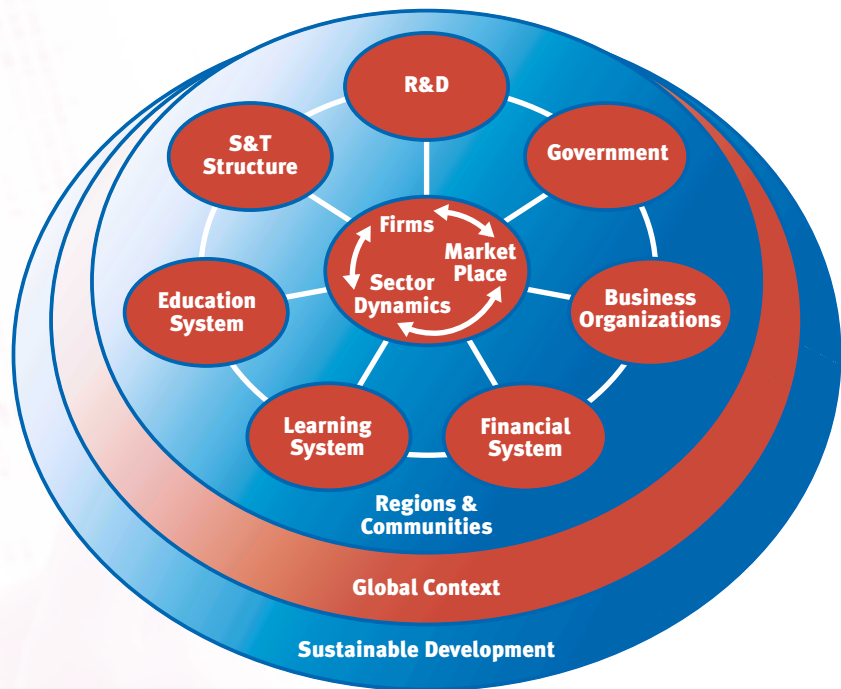 R&D
S&T
Structure
Government
Firms
Market
Place
Sector
Dynamics
Education
System
Business
Organizations
Learning
System
Financial
System
Regions &
Communities
Global Context
Sustainable Development